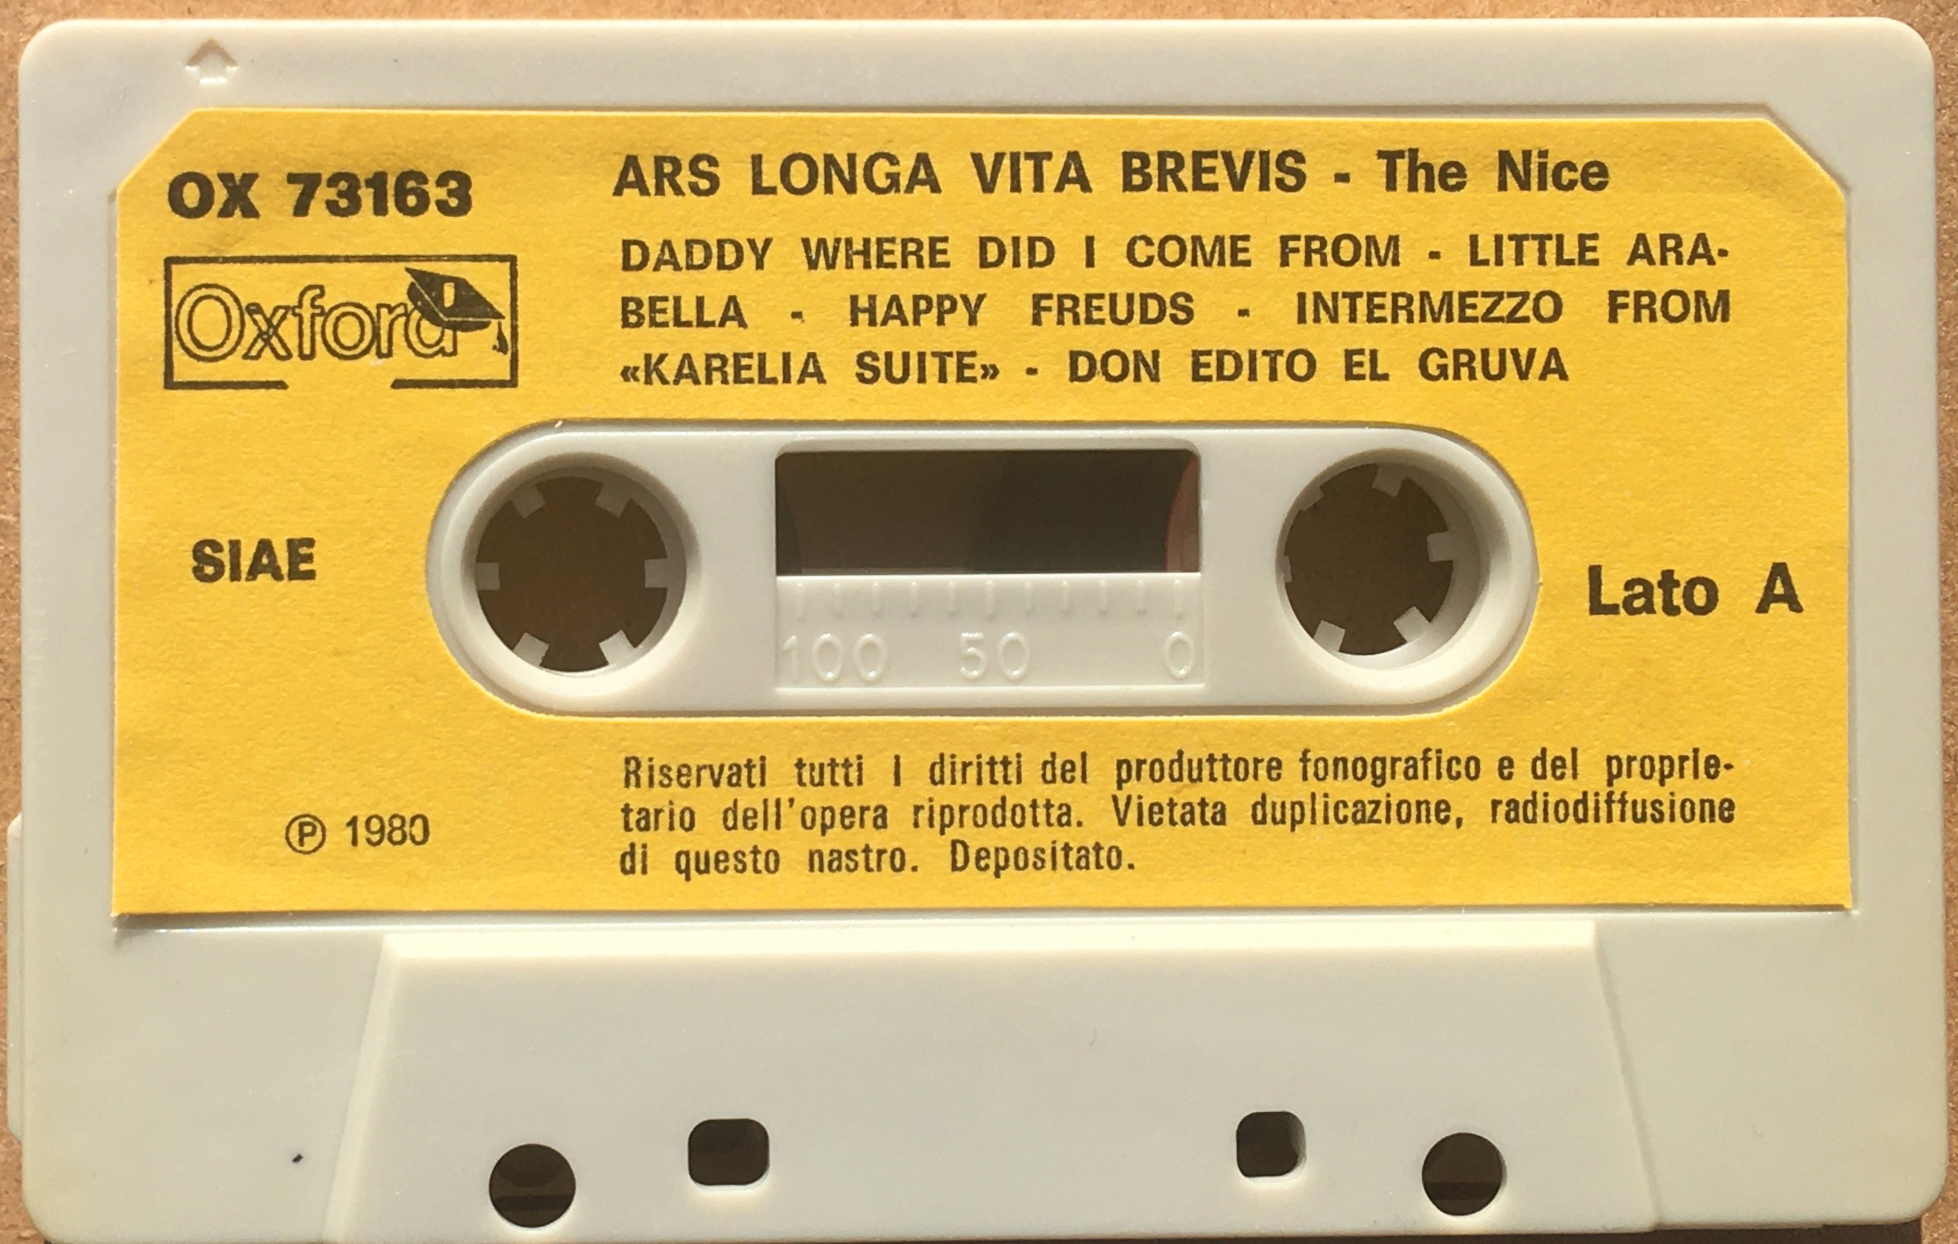 OX 73163
Oxford
ARS LONGA VITA BREVIS - The Nice
DADDY WHERE DID I COME FROM - LITTLE ARA-
BELLA - HAPPY FREUDS - INTERMEZZO FROM
«KARELIA SUITE» - DON EDITO EL GRUVA
SIAE
100 50 0
Lato A
Riservati tutti i diritti del produttore fonografico e del proprie-
tario dell'opera riprodotta. Vietata duplicazione, radiodiffusione
di questo nastro. Depositato.
℗ 1980